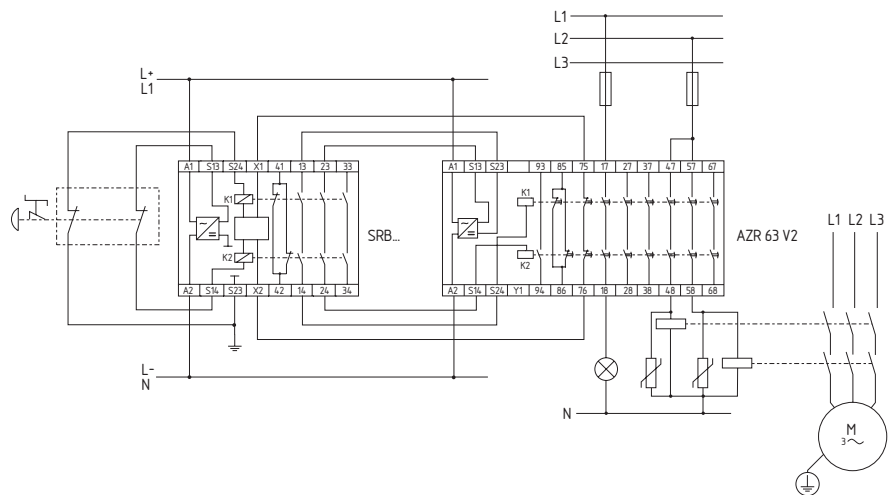 L1
L2
L3
L+
L1
A1 S13 S24 X1 41 13 23 33
K1
K2
SRB...
A2 S14 S23 X2 42 14 24 34
A1 S13 S23 93 85 75 17 27 37 47 57 67
K1
K2
AZR 63 V2
A2 S14 S24 Y1 94 86 76 18 28 38 48 58 68
L1 L2 L3
L-
N
N
M
3~